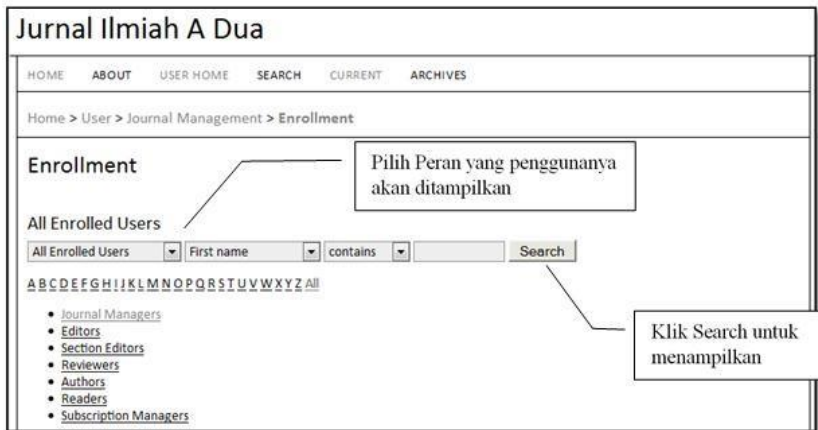 Jurnal Ilmiah A Dua
HOME ABOUT USER HOME SEARCH CURRENT ARCHIVES
Home > User > Journal Management > Enrollment
Enrollment
Pilih Peran yang penggunanya
akan ditampilkan
All Enrolled Users
All Enrolled Users First name contains Search
A B C D E F G H I J K L M N O P Q R S T U V W X Y Z All
• Journal Managers
• Editors
• Section Editors
• Reviewers
• Authors
• Readers
• Subscription Managers
Klik Search untuk
menampilkan